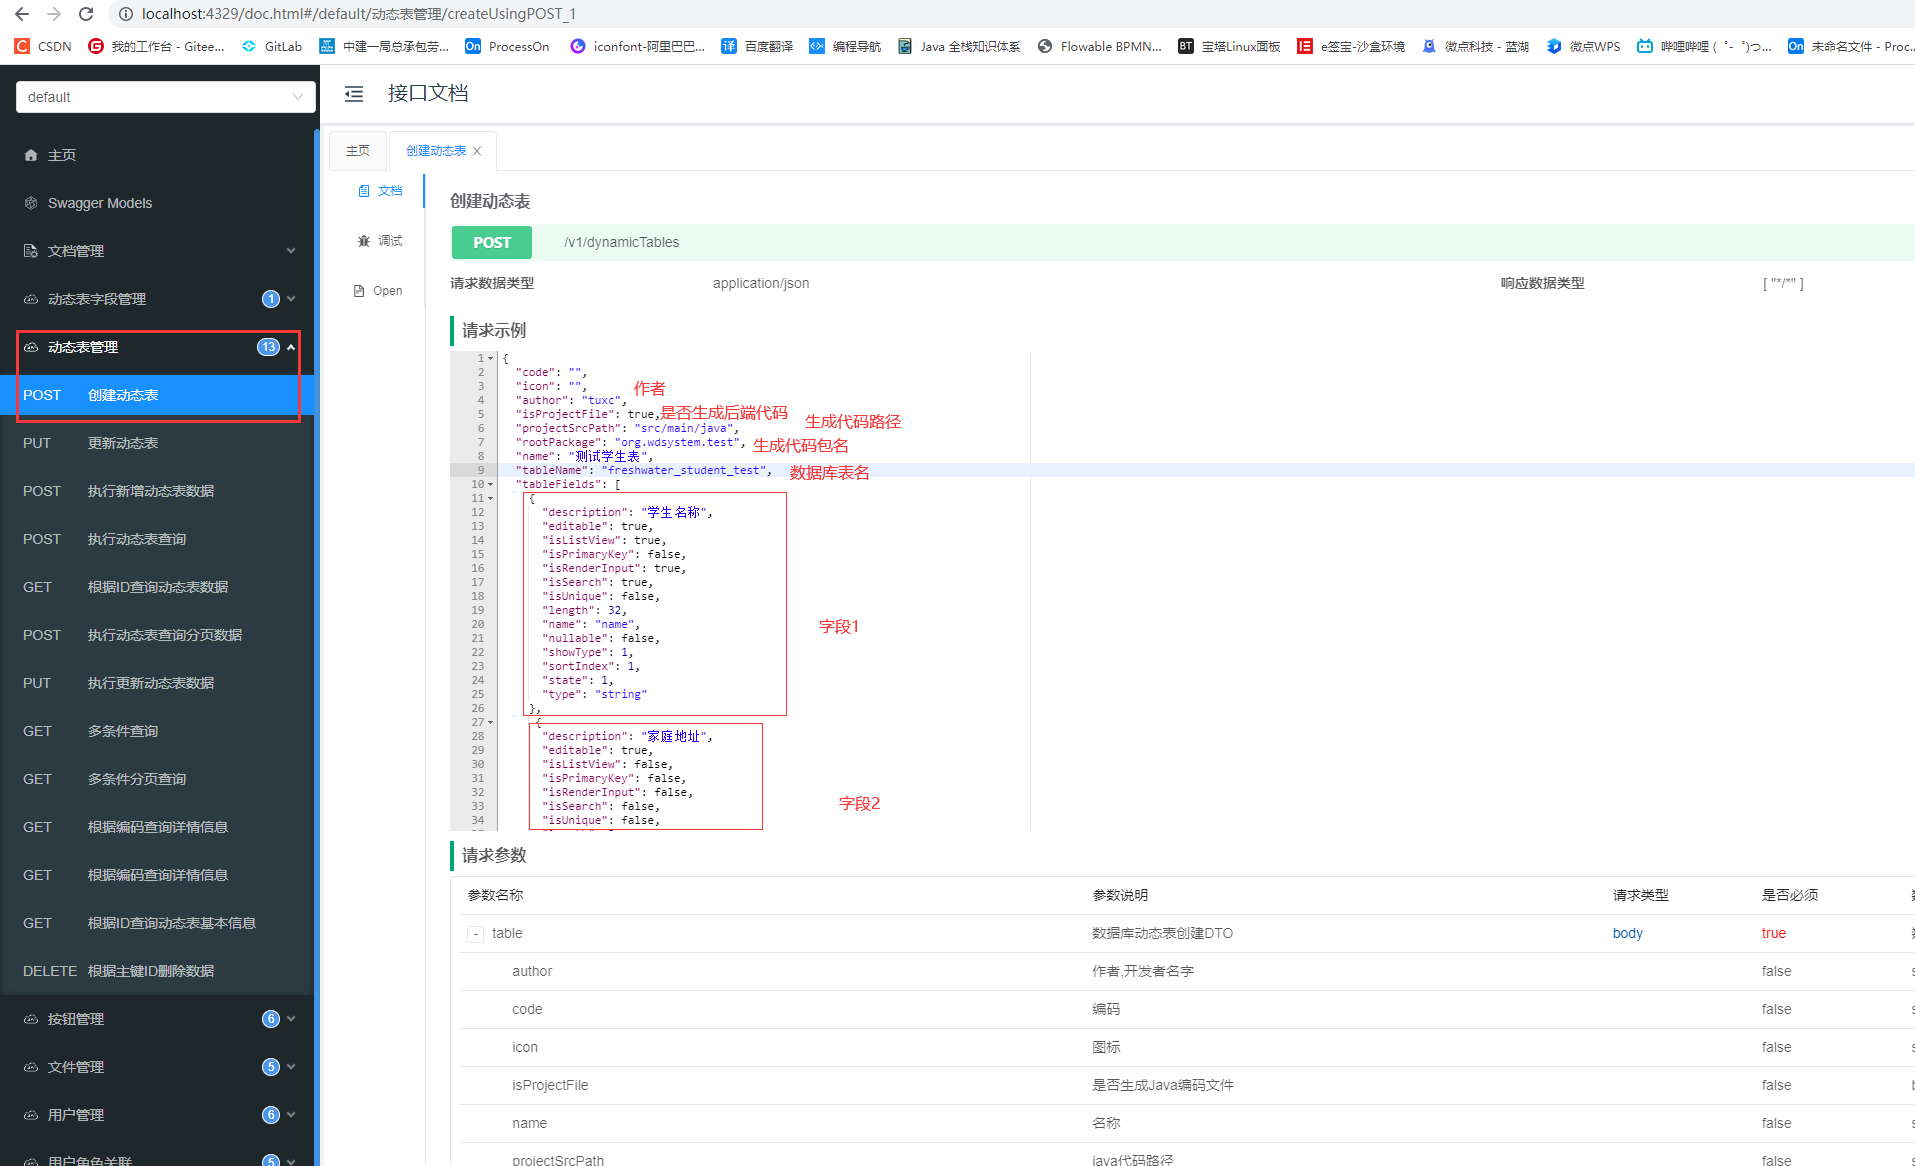 localhost:4329/doc.html#/default/动态表管理/createUsingPOST_1
CSDN
我的工作台 - Gitee...
GitLab
中建一局总承包劳...
ProcessOn
iconfont-阿里巴巴...
百度翻译
编程导航
Java 全栈知识体系
Flowable BPMN...
宝塔Linux面板
e签宝-沙盒环境
微点科技 - 蓝湖
微点WPS
哔哩哔哩 ( ゜- ゜)つ...
未命名文件 - Proc...
default
主页
Swagger Models
文档管理
动态表字段管理 1
动态表管理 13
POST 创建动态表
PUT 更新动态表
POST 执行新增动态表数据
POST 执行动态表查询
GET 根据ID查询动态表数据
POST 执行动态表查询分页数据
PUT 执行更新动态表数据
GET 多条件查询
GET 多条件分页查询
GET 根据编码查询详情信息
GET 根据编码查询详情信息
GET 根据ID查询动态表基本信息
DELETE 根据主键ID删除数据
按钮管理 6
文件管理 5
用户管理 6
用户角色关联 5
接口文档
主页
创建动态表
文档
调试
Open
创建动态表
POST /v1/dynamicTables
请求数据类型 application/json 响应数据类型 [ "*/*" ]
请求示例
1 {
2 "code": "",
3 "icon": "",
4 "author": "tuxc", 作者
5 "isProjectFile": true, 是否生成后端代码
6 "projectSrcPath": "src/main/java", 生成代码路径
7 "rootPackage": "org.wdsystem.test", 生成代码包名
8 "name": "测试学生表",
9 "tableName": "freshwater_student_test", 数据库表名
10 "tableFields": [
11 {
12 "description": "学生名称",
13 "editable": true,
14 "isListView": true,
15 "isPrimaryKey": false,
16 "isRenderInput": true,
17 "isSearch": true,
18 "isUnique": false,
19 "length": 32,
20 "name": "name",
21 "nullable": false,
22 "showType": 1,
23 "sortIndex": 1,
24 "state": 1,
25 "type": "string"
26 },
字段1
27 {
28 "description": "家庭地址",
29 "editable": true,
30 "isListView": false,
31 "isPrimaryKey": false,
32 "isRenderInput": false,
33 "isSearch": false,
34 "isUnique": false,
字段2
请求参数
参数名称 参数说明 请求类型 是否必须
- table 数据库动态表创建DTO body true
author 作者,开发者名字 false
code 编码 false
icon 图标 false
isProjectFile 是否生成Java编码文件 false
name 名称 false
projectSrcPath java代码路径 false